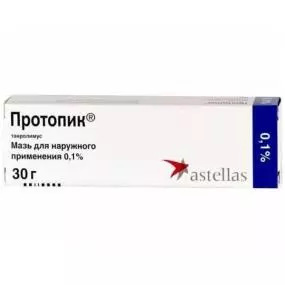 Протопик®
такролимус
Мазь для наружного
применения 0,1%
30 г
astellas
0,1%